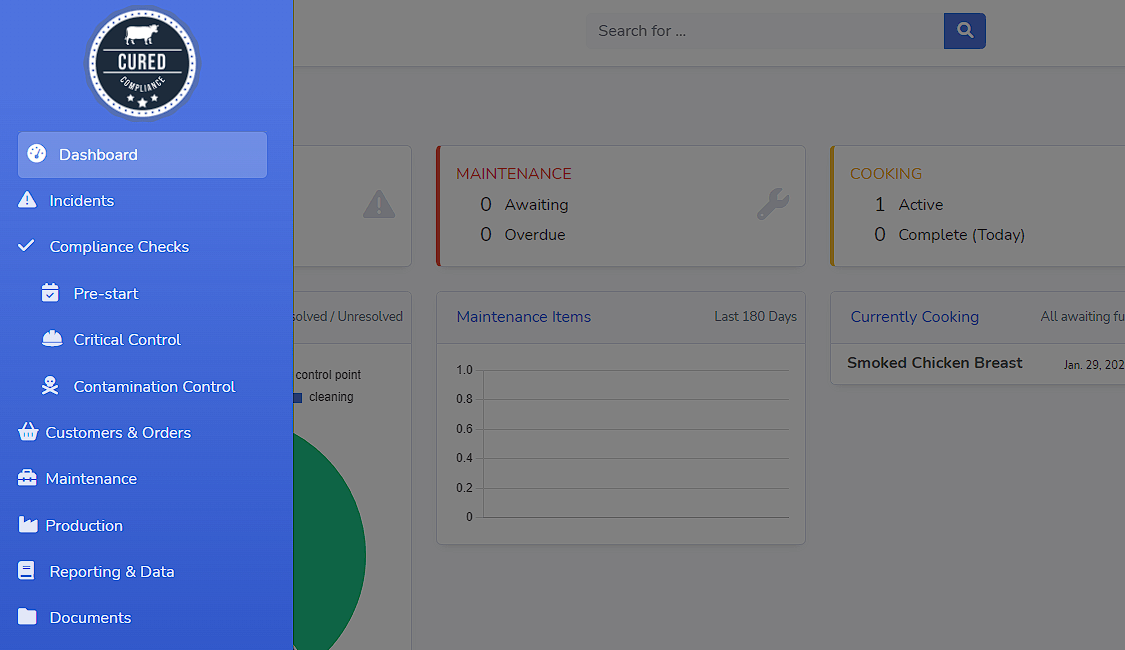 CURED
COMPLIANCE
Search for ...
Dashboard
Incidents
Compliance Checks
Pre-start
Critical Control
Contamination Control
Customers & Orders
Maintenance
Production
Reporting & Data
Documents
MAINTENANCE
0 Awaiting
0 Overdue
COOKING
1 Active
0 Complete (Today)
/ Unresolved
control point
cleaning
Maintenance Items Last 180 Days
1.0
0.8
0.6
0.4
0.2
0
Currently Cooking All awaiting
Smoked Chicken Breast Jan. 29,